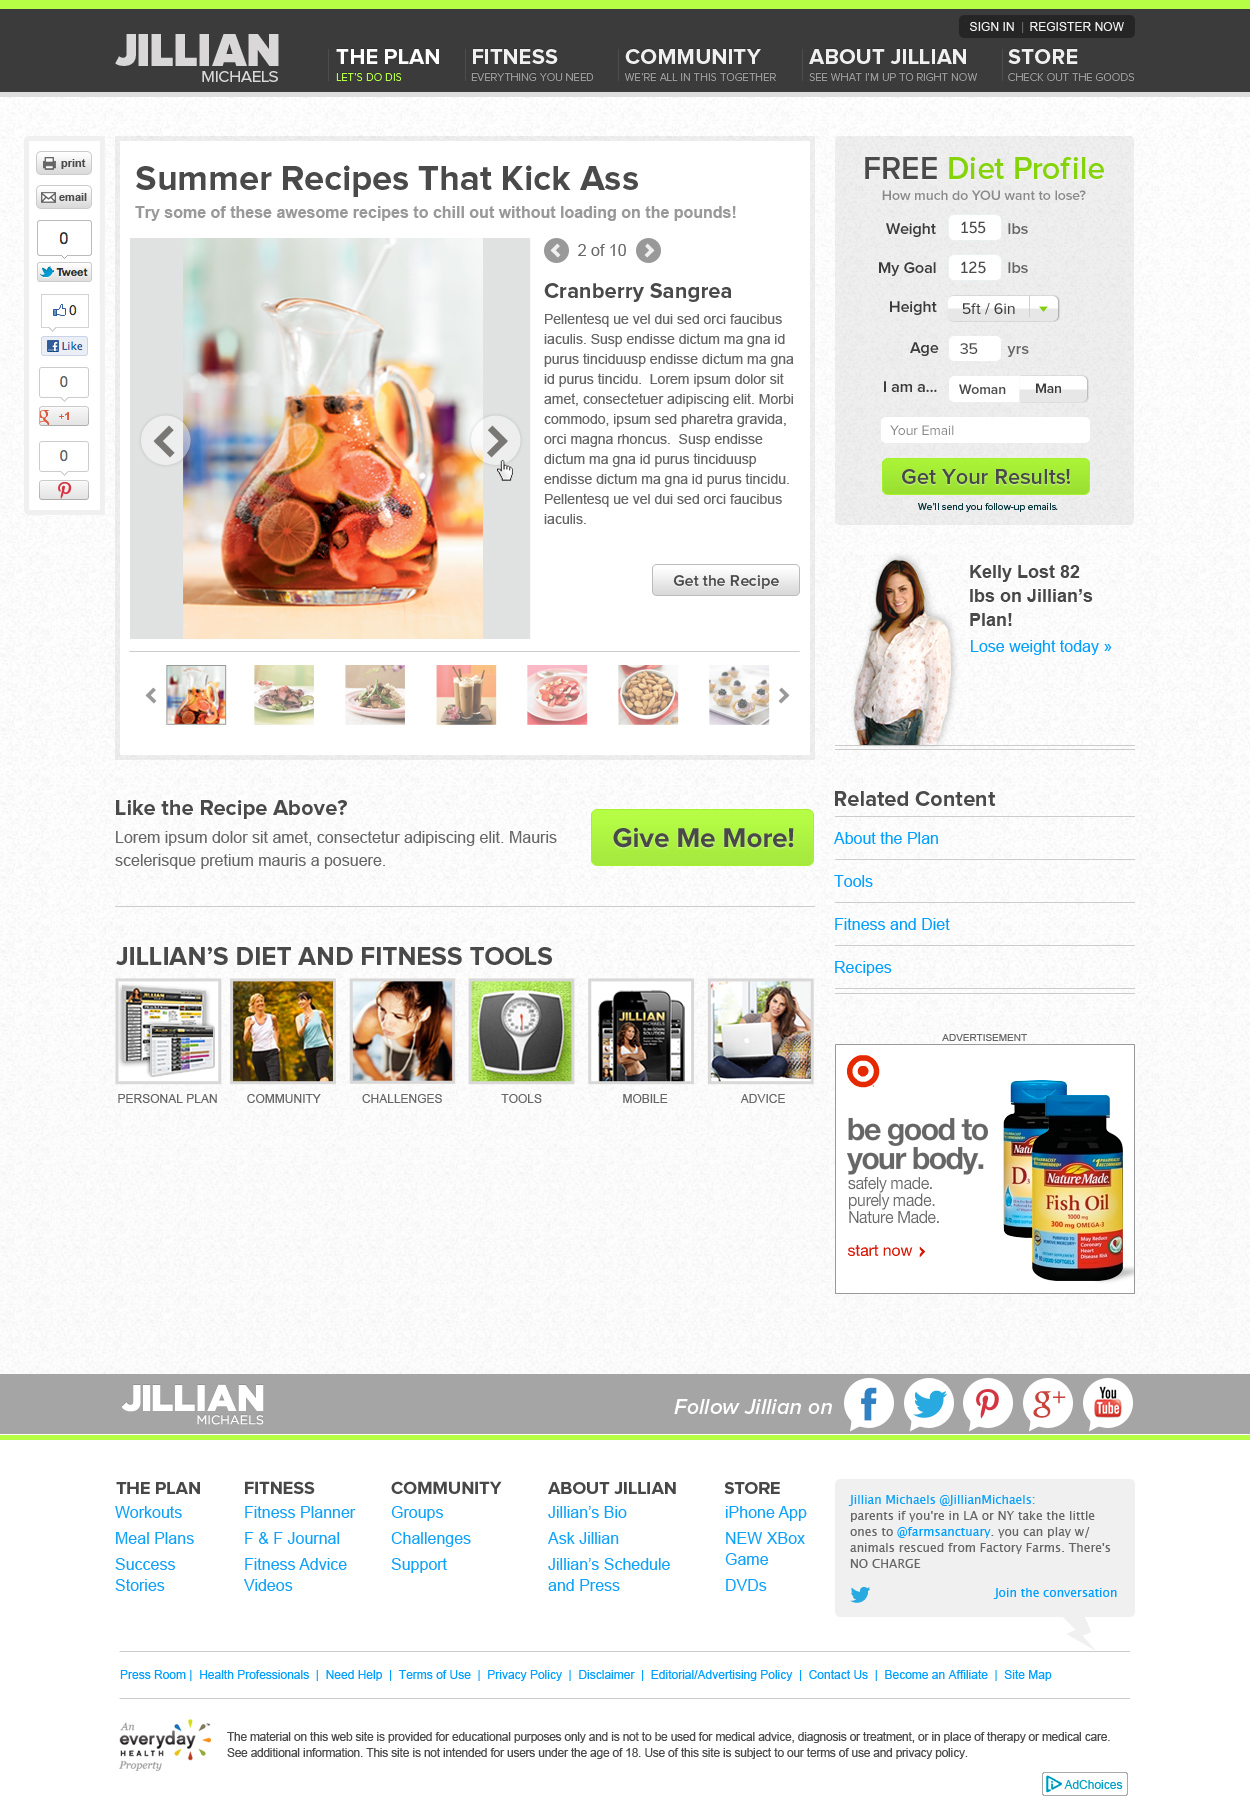 SIGN IN | REGISTER NOW
JILLIAN
MICHAELS
THE PLAN
LET'S DO DIS
FITNESS
EVERYTHING YOU NEED
COMMUNITY
WE'RE ALL IN THIS TOGETHER
ABOUT JILLIAN
SEE WHAT I'M UP TO RIGHT NOW
STORE
CHECK OUT THE GOODS
print
email
0
Tweet
0
Like
0
g +1
0
Summer Recipes That Kick Ass
Try some of these awesome recipes to chill out without loading on the pounds!
2 of 10
Cranberry Sangrea
Pellentesq ue vel dui sed orci faucibus
iaculis. Susp endisse dictum ma gna id
purus tinciduusp endisse dictum ma gna
id purus tincidu.  Lorem ipsum dolor sit
amet, consectetuer adipiscing elit. Morbi
commodo, ipsum sed pharetra gravida,
orci magna rhoncus.  Susp endisse
dictum ma gna id purus tinciduusp
endisse dictum ma gna id purus tincidu.
Pellentesq ue vel dui sed orci faucibus
iaculis.
Get the Recipe
FREE Diet Profile
How much do YOU want to lose?
Weight 155 lbs
My Goal 125 lbs
Height 5ft / 6in
Age 35 yrs
I am a... Woman Man
Your Email
Get Your Results!
We'll send you follow-up emails.
Kelly Lost 82
lbs on Jillian's
Plan!
Lose weight today »
Like the Recipe Above?
Lorem ipsum dolor sit amet, consectetur adipiscing elit. Mauris
scelerisque pretium mauris a posuere.
Give Me More!
Related Content
About the Plan
Tools
Fitness and Diet
Recipes
JILLIAN'S DIET AND FITNESS TOOLS
JILLIAN
JILLIAN
MICHAELS
PERSONAL PLAN
COMMUNITY
CHALLENGES
TOOLS
MOBILE
ADVICE
ADVERTISEMENT
be good to
your body.
safely made.
purely made.
Nature Made.
start now ›
D3
Nature Made
Fish Oil
1000 mg
300 mg OMEGA-3
May Reduce
Coronary
Heart
Disease Risk
JILLIAN
MICHAELS
Follow Jillian on
f
g+
You
Tube
THE PLAN
Workouts
Meal Plans
Success
Stories
FITNESS
Fitness Planner
F & F Journal
Fitness Advice
Videos
COMMUNITY
Groups
Challenges
Support
ABOUT JILLIAN
Jillian's Bio
Ask Jillian
Jillian's Schedule
and Press
STORE
iPhone App
NEW XBox
Game
DVDs
Jillian Michaels @JillianMichaels:
parents if you're in LA or NY take the little
ones to @farmsanctuary. you can play w/
animals rescued from Factory Farms. There's
NO CHARGE
Join the conversation
Press Room | Health Professionals | Need Help | Terms of Use | Privacy Policy | Disclaimer | Editorial/Advertising Policy | Contact Us | Become an Affiliate | Site Map
An
everyday
HEALTH
Property
The material on this web site is provided for educational purposes only and is not to be used for medical advice, diagnosis or treatment, or in place of therapy or medical care.
See additional information. This site is not intended for users under the age of 18. Use of this site is subject to our terms of use and privacy policy.
AdChoices